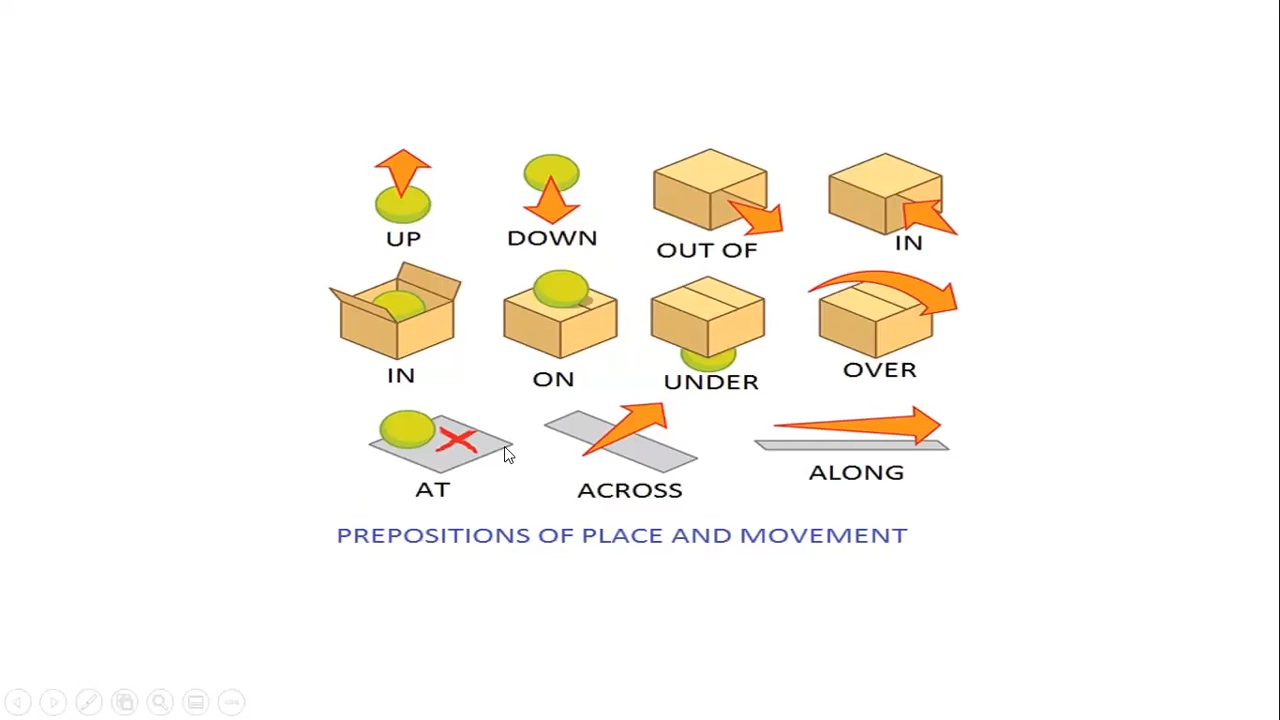 UP
DOWN
OUT OF
IN
IN
ON
UNDER
OVER
AT
ACROSS
ALONG
PREPOSITIONS OF PLACE AND MOVEMENT